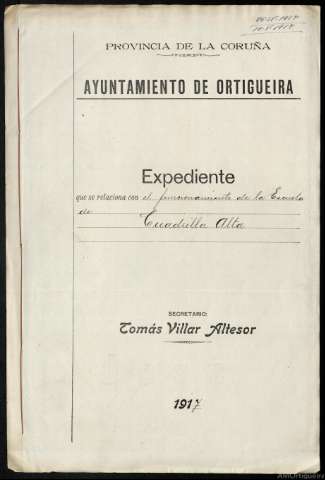 PROVINCIA DE LA CORUÑA
AYUNTAMIENTO DE ORTIGUEIRA
Expediente
que se relaciona con el funcionamiento de la Escuela
de Cuadrilla Alta
SECRETARIO:
Tomás Villar Altesor
1917